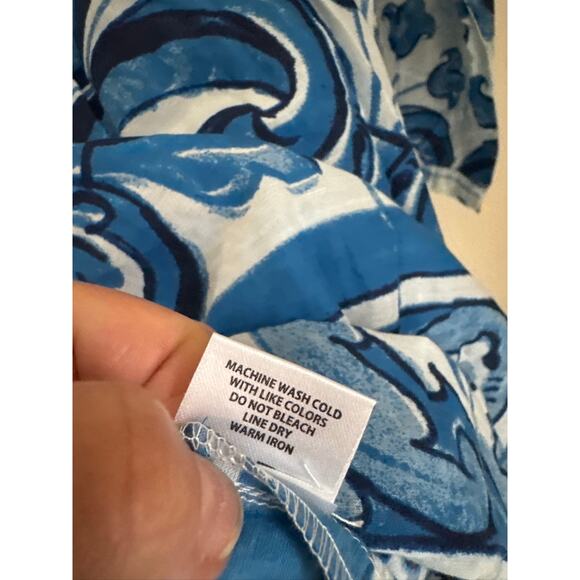 MACHINE WASH COLD
WITH LIKE COLORS
DO NOT BLEACH
LINE DRY
WARM IRON